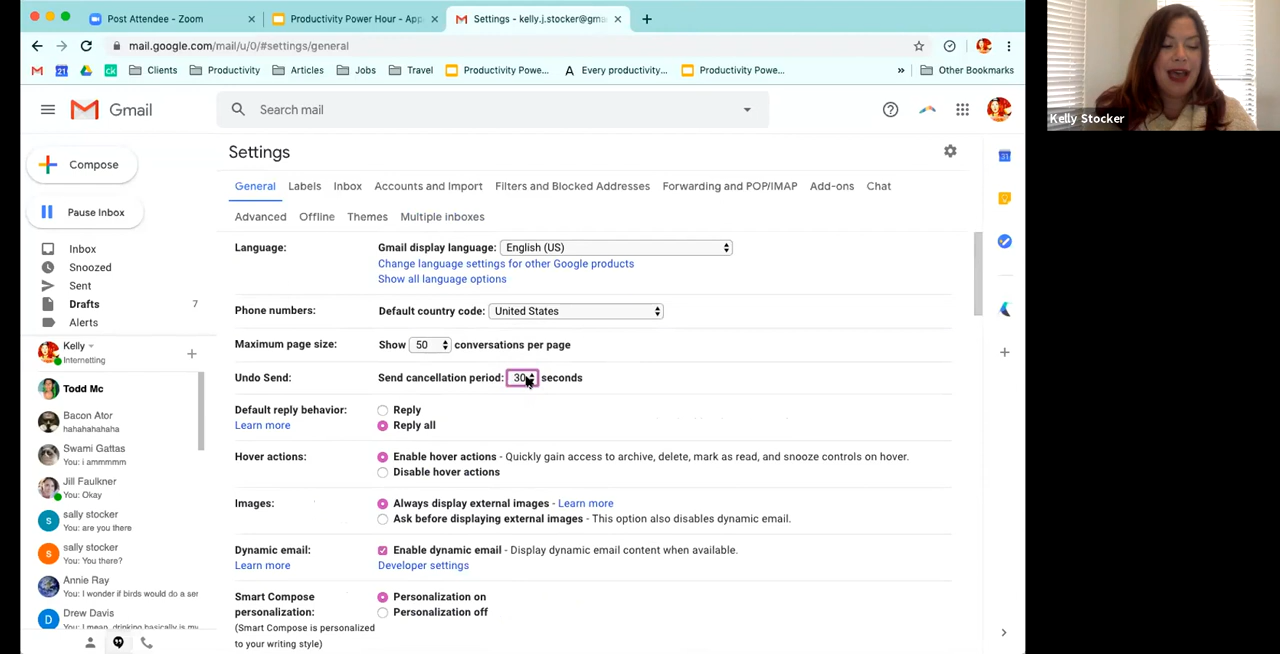 Post Attendee - Zoom
Productivity Power Hour - App
Settings - kelly.j.stocker@gma
mail.google.com/mail/u/0/#settings/general
Clients
Productivity
Articles
Jobs
Travel
Productivity Powe...
Every productivity...
Productivity Powe...
Other Bookmarks
Kelly Stocker
Gmail
Search mail
Compose
Pause Inbox
Inbox
Snoozed
Sent
Drafts 7
Alerts
Kelly
Internetting
Todd Mc
Bacon Ator
hahahahahaha
Swami Gattas
You: i ammmmm
Jill Faulkner
You: Okay
sally stocker
You: are you there
sally stocker
You: You there?
Annie Ray
You: I wonder if birds would do a ser
Drew Davis
You: I mean, drinking basically is m
Settings
General Labels Inbox Accounts and Import Filters and Blocked Addresses Forwarding and POP/IMAP Add-ons Chat
Advanced Offline Themes Multiple inboxes
Language: Gmail display language: English (US)
Change language settings for other Google products
Show all language options
Phone numbers: Default country code: United States
Maximum page size: Show 50 conversations per page
Undo Send: Send cancellation period: 30 seconds
Default reply behavior: Reply
Learn more Reply all
Hover actions: Enable hover actions - Quickly gain access to archive, delete, mark as read, and snooze controls on hover.
Disable hover actions
Images: Always display external images - Learn more
Ask before displaying external images - This option also disables dynamic email.
Dynamic email: Enable dynamic email - Display dynamic email content when available.
Learn more Developer settings
Smart Compose Personalization on
personalization: Personalization off
(Smart Compose is personalized
to your writing style)